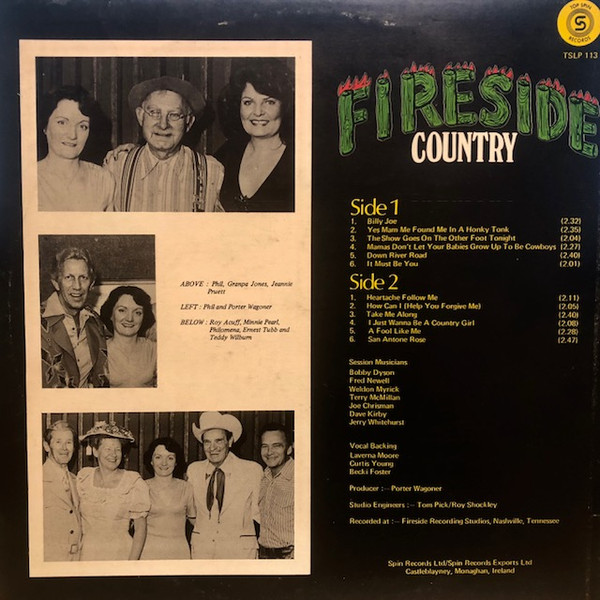 TOP SPIN
S
RECORDS
TSLP 113
FIRESIDE
COUNTRY
ABOVE : Phil, Granpa Jones, Jeannie
Pruett
LEFT : Phil and Porter Wagoner
BELOW : Roy Acuff, Minnie Pearl,
Philomena, Ernest Tubb and
Teddy Wilburn
Side 1
1. Billy Joe (2.32)
2. Yes Mam Me Found Me In A Honky Tonk (2.35)
3. The Show Goes On The Other Foot Tonight (2.04)
4. Mamas Don't Let Your Babies Grow Up To Be Cowboys (2.27)
5. Down River Road (2.40)
6. It Must Be You (2.01)
Side 2
1. Heartache Follow Me (2.11)
2. How Can I (Help You Forgive Me) (2.05)
3. Take Me Along (2.40)
4. I Just Wanna Be A Country Girl (2.08)
5. A Fool Like Me (2.28)
6. San Antone Rose (2.47)
Session Musicians
Bobby Dyson
Fred Newell
Weldon Myrick
Terry McMillan
Joe Chrisman
Dave Kirby
Jerry Whitehurst
Vocal Backing
Laverna Moore
Curtis Young
Becki Foster
Producer :-- Porter Wagoner
Studio Engineers :-- Tom Pick/Roy Shockley
Recorded at :-- Fireside Recording Studios, Nashville, Tennessee
Spin Records Ltd/Spin Records Exports Ltd
Castleblayney, Monaghan, Ireland